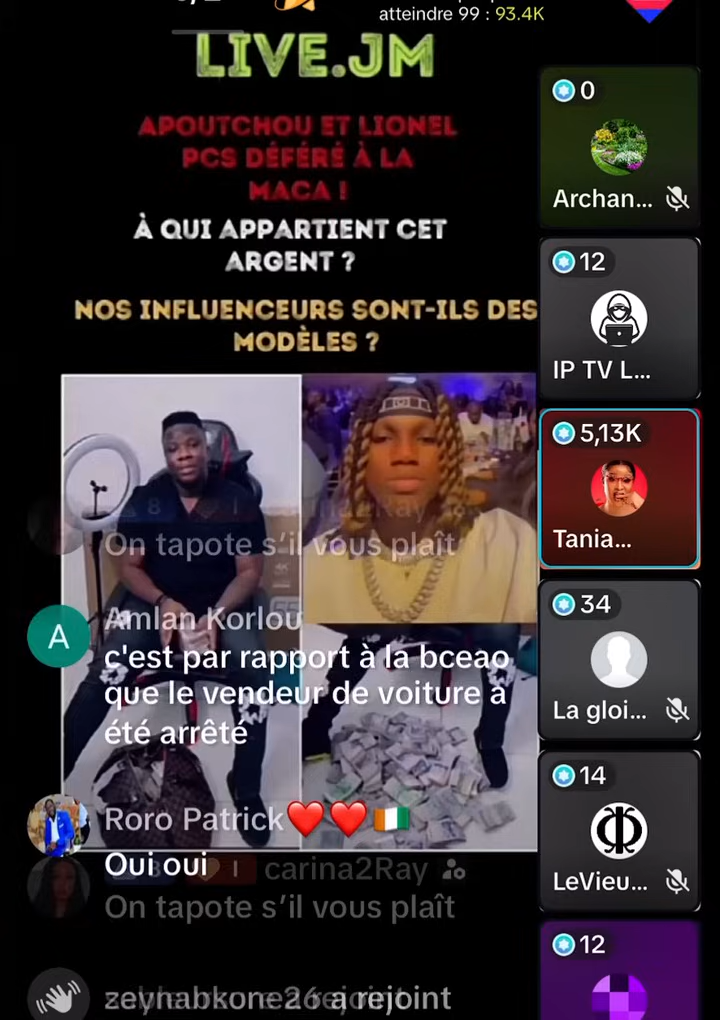 atteindre 99 : 93.4K
LIVE.JM
APOUTCHOU ET LIONEL
PCS DÉFÉRÉ À LA
MACA !
À QUI APPARTIENT CET
ARGENT ?
NOS INFLUENCEURS SONT-ILS DES
MODÈLES ?
0
Archan...
12
IP TV L...
5,13K
Tania...
34
La gloi...
14
LeVieu...
12
On tapote s'il vous plaît
A
Amlan Korlou
c'est par rapport à la bceao
que le vendeur de voiture a
été arrêté
Roro Patrick❤️❤️🇨🇮
Oui oui
carina2Ray
On tapote s'il vous plaît
zeynabkone26 a rejoint